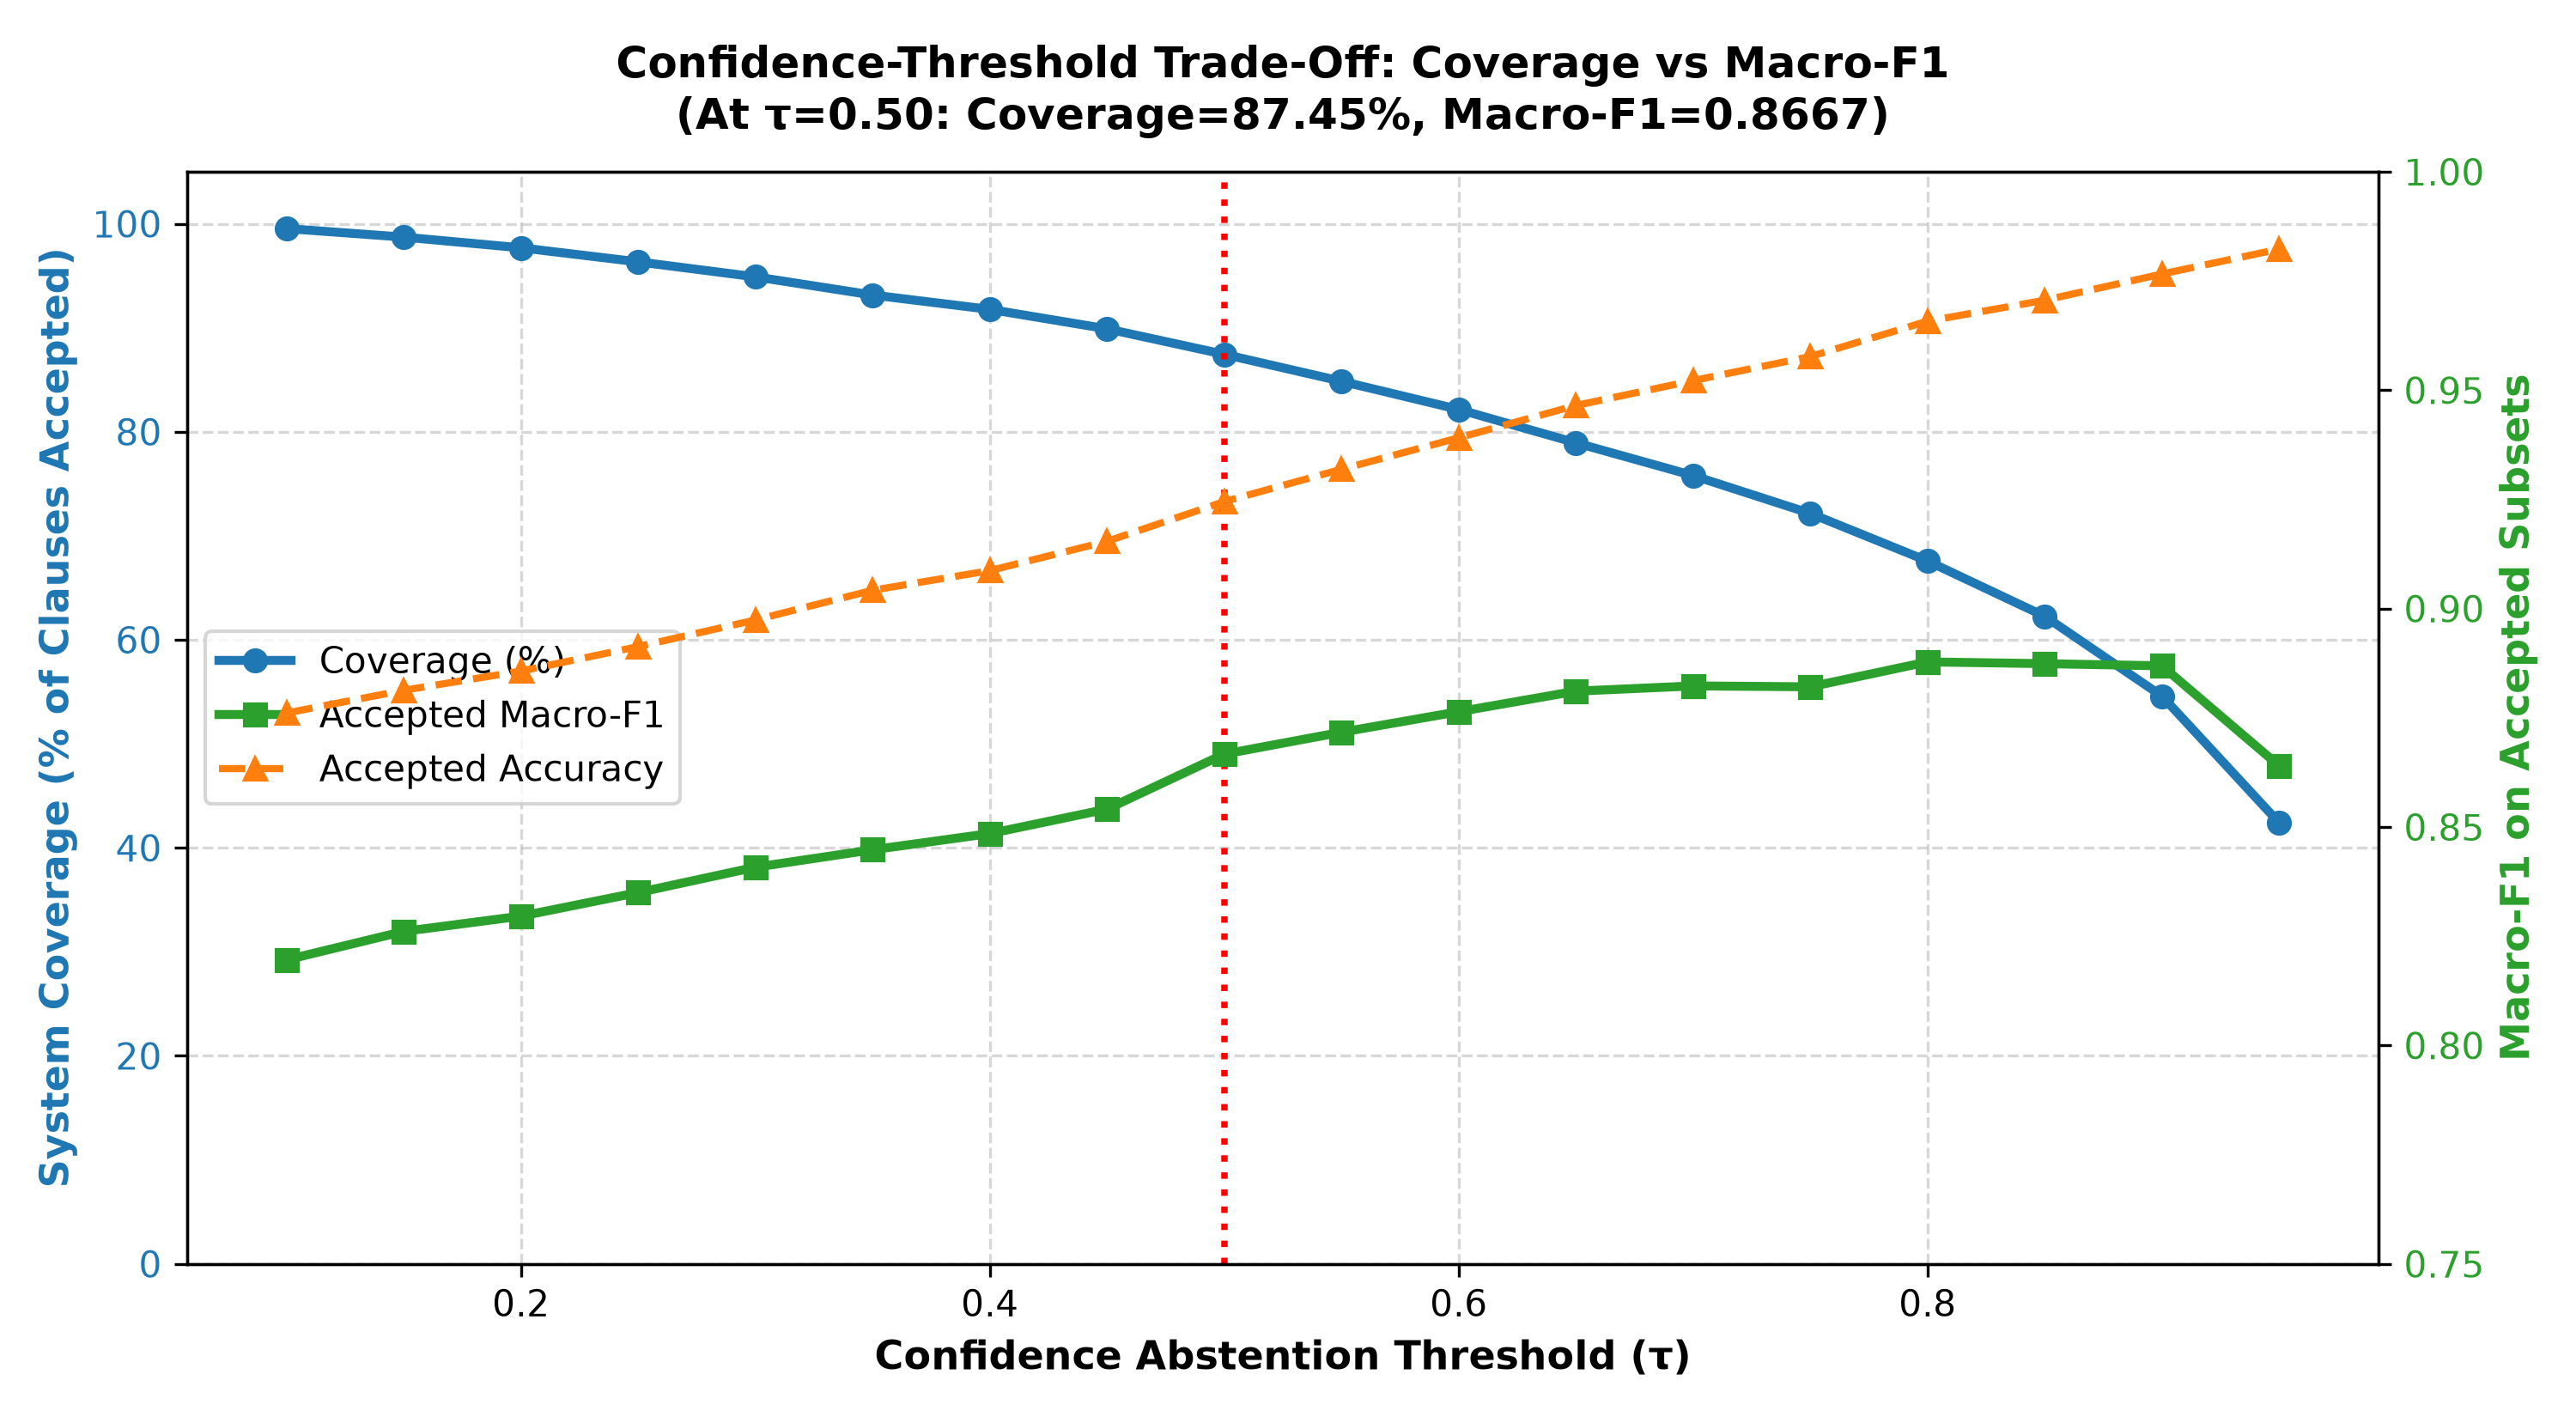 Confidence-Threshold Trade-Off: Coverage vs Macro-F1
(At τ=0.50: Coverage=87.45%, Macro-F1=0.8667)
System Coverage (% of Clauses Accepted)
100
80
60
40
20
0
Coverage (%)
Accepted Macro-F1
Accepted Accuracy
1.00
0.95
0.90
0.85
0.80
0.75
Macro-F1 on Accepted Subsets
0.2
0.4
0.6
0.8
Confidence Abstention Threshold (τ)